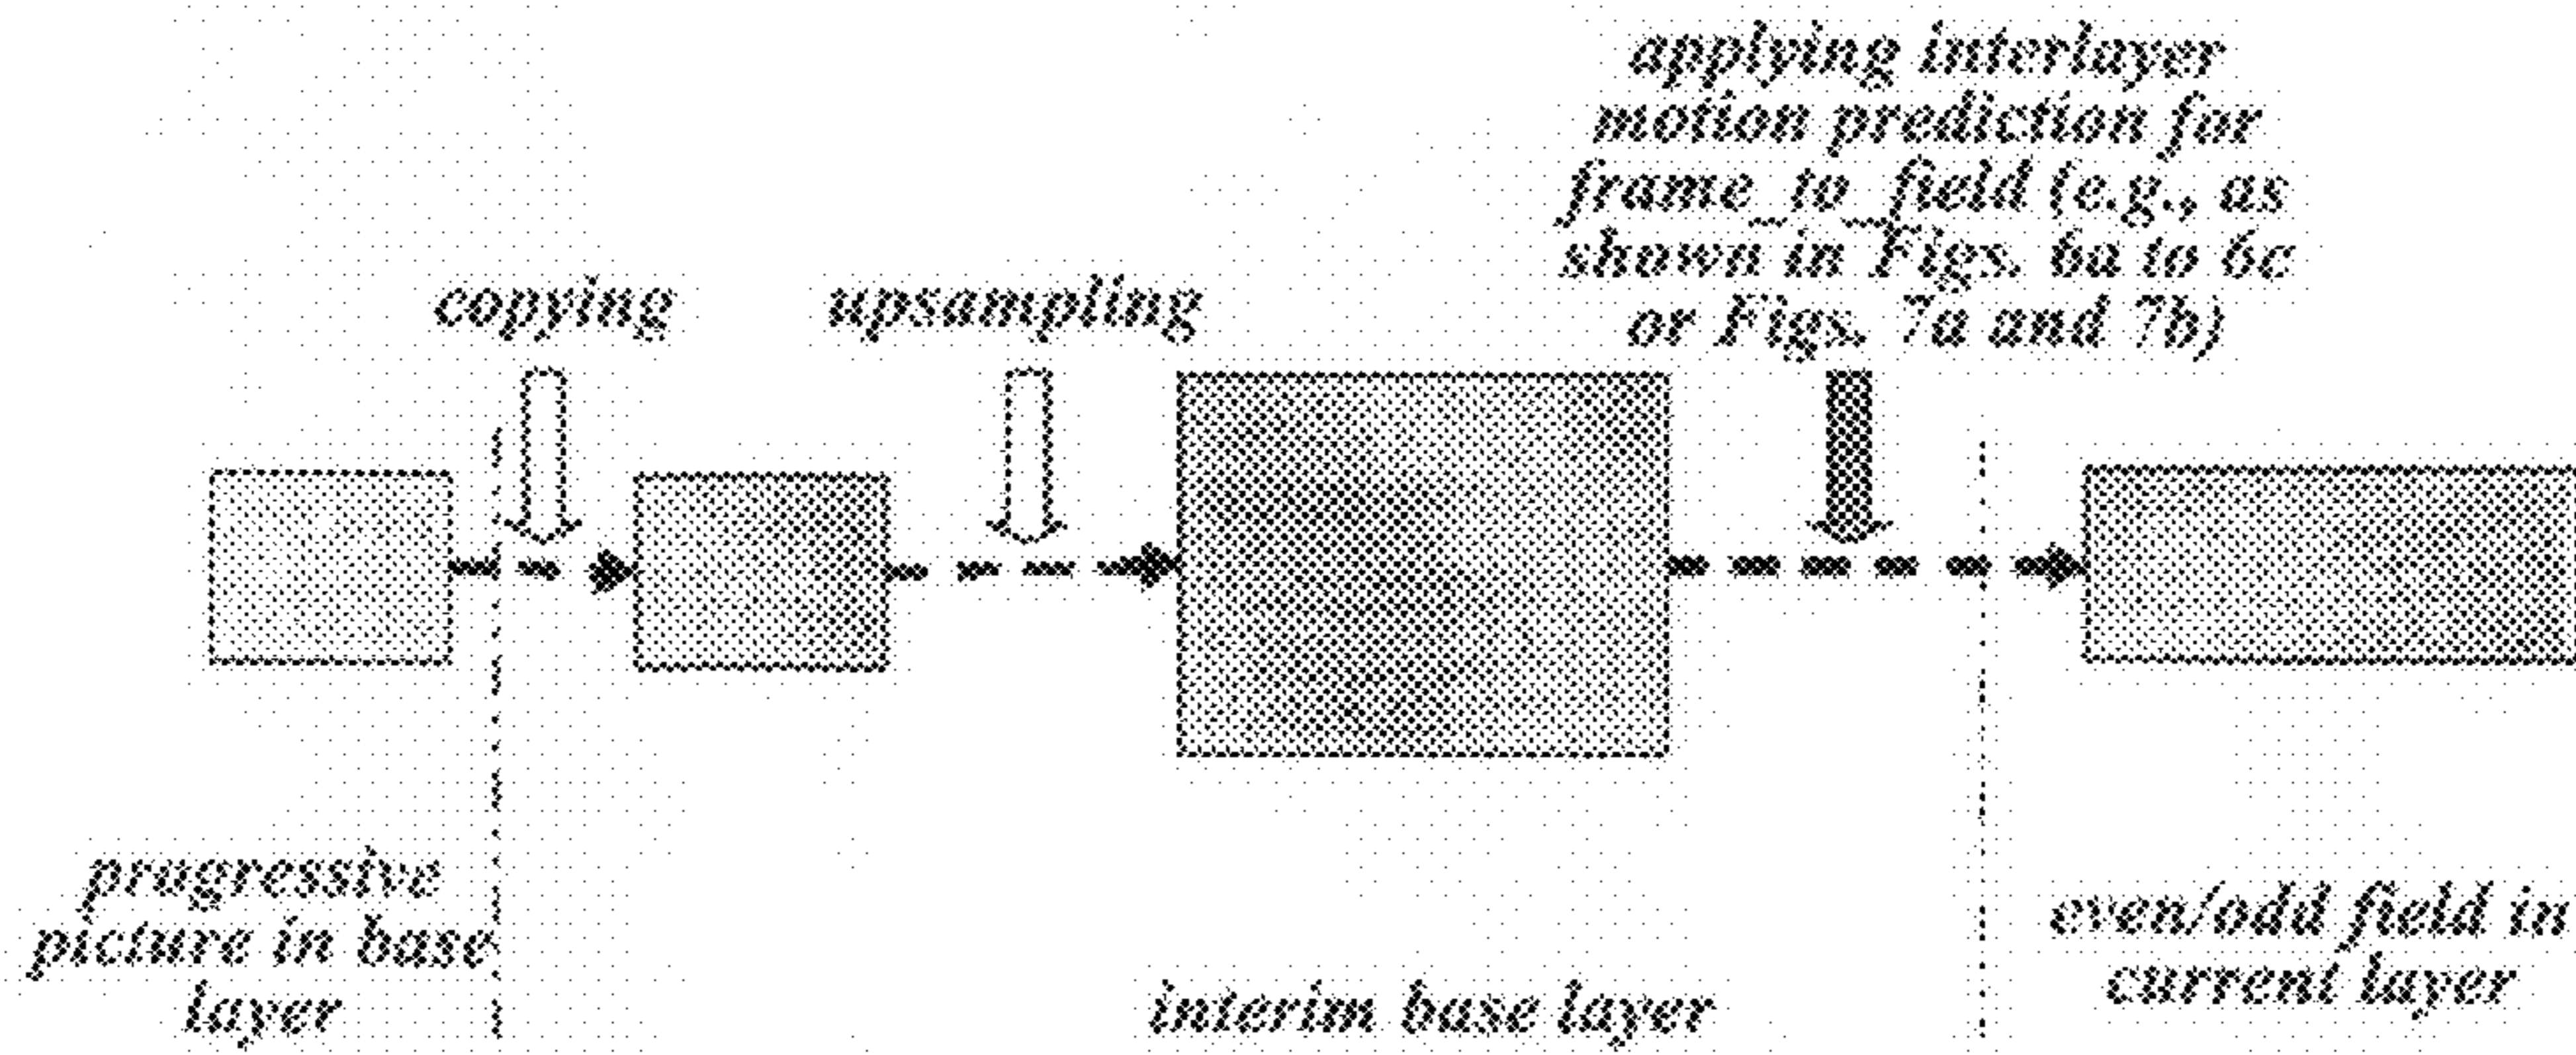 applying interlayer
motion prediction for
frame_to_field (e.g., as
shown in Figs. 6a to 6c
or Figs. 7a and 7b)
copying
upsampling
progressive
picture in base
layer
interim base layer
even/odd field in
current layer